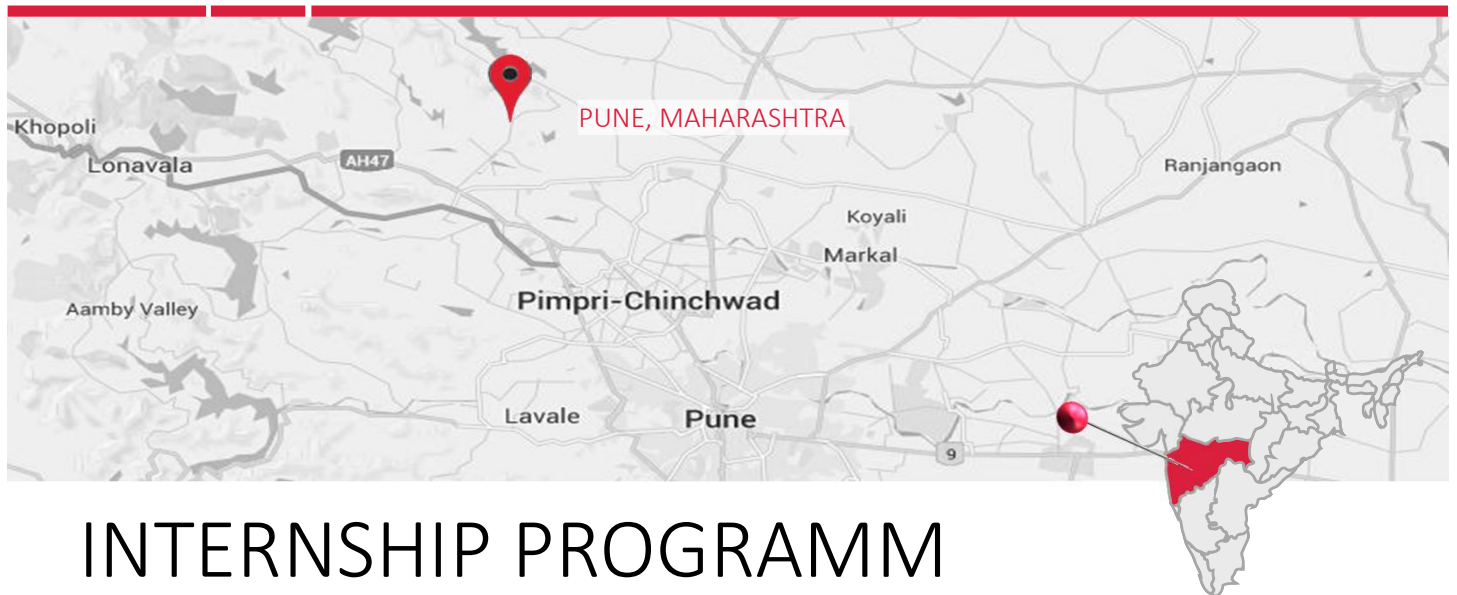 PUNE, MAHARASHTRA
Khopoli
Lonavala
AH47
Ranjangaon
Koyali
Markal
Aamby Valley
Pimpri-Chinchwad
Lavale
Pune
9
INTERNSHIP PROGRAMM